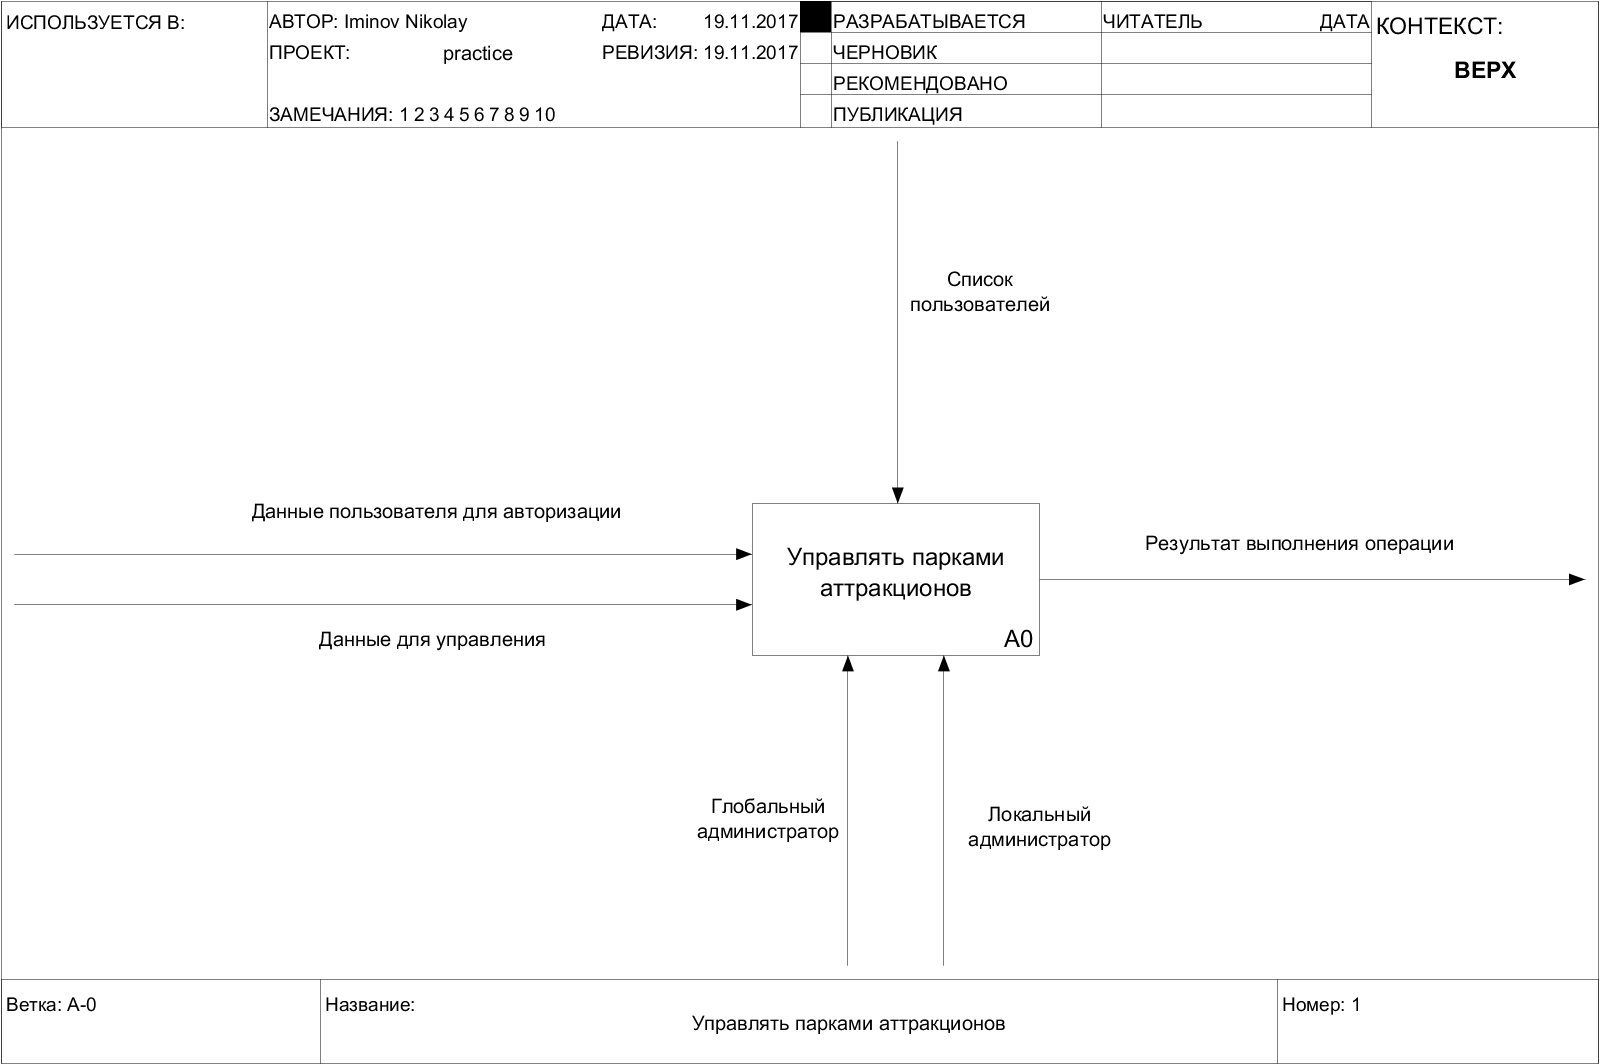 ИСПОЛЬЗУЕТСЯ В:
АВТОР: Iminov Nikolay
ДАТА: 19.11.2017
ПРОЕКТ: practice
РЕВИЗИЯ: 19.11.2017
ЗАМЕЧАНИЯ: 1 2 3 4 5 6 7 8 9 10
РАЗРАБАТЫВАЕТСЯ
ЧЕРНОВИК
РЕКОМЕНДОВАНО
ПУБЛИКАЦИЯ
ЧИТАТЕЛЬ ДАТА
КОНТЕКСТ:
ВЕРХ
Список
пользователей
Данные пользователя для авторизации
Данные для управления
Управлять парками
аттракционов
A0
Результат выполнения операции
Глобальный
администратор
Локальный
администратор
Ветка: A-0
Название:
Управлять парками аттракционов
Номер: 1